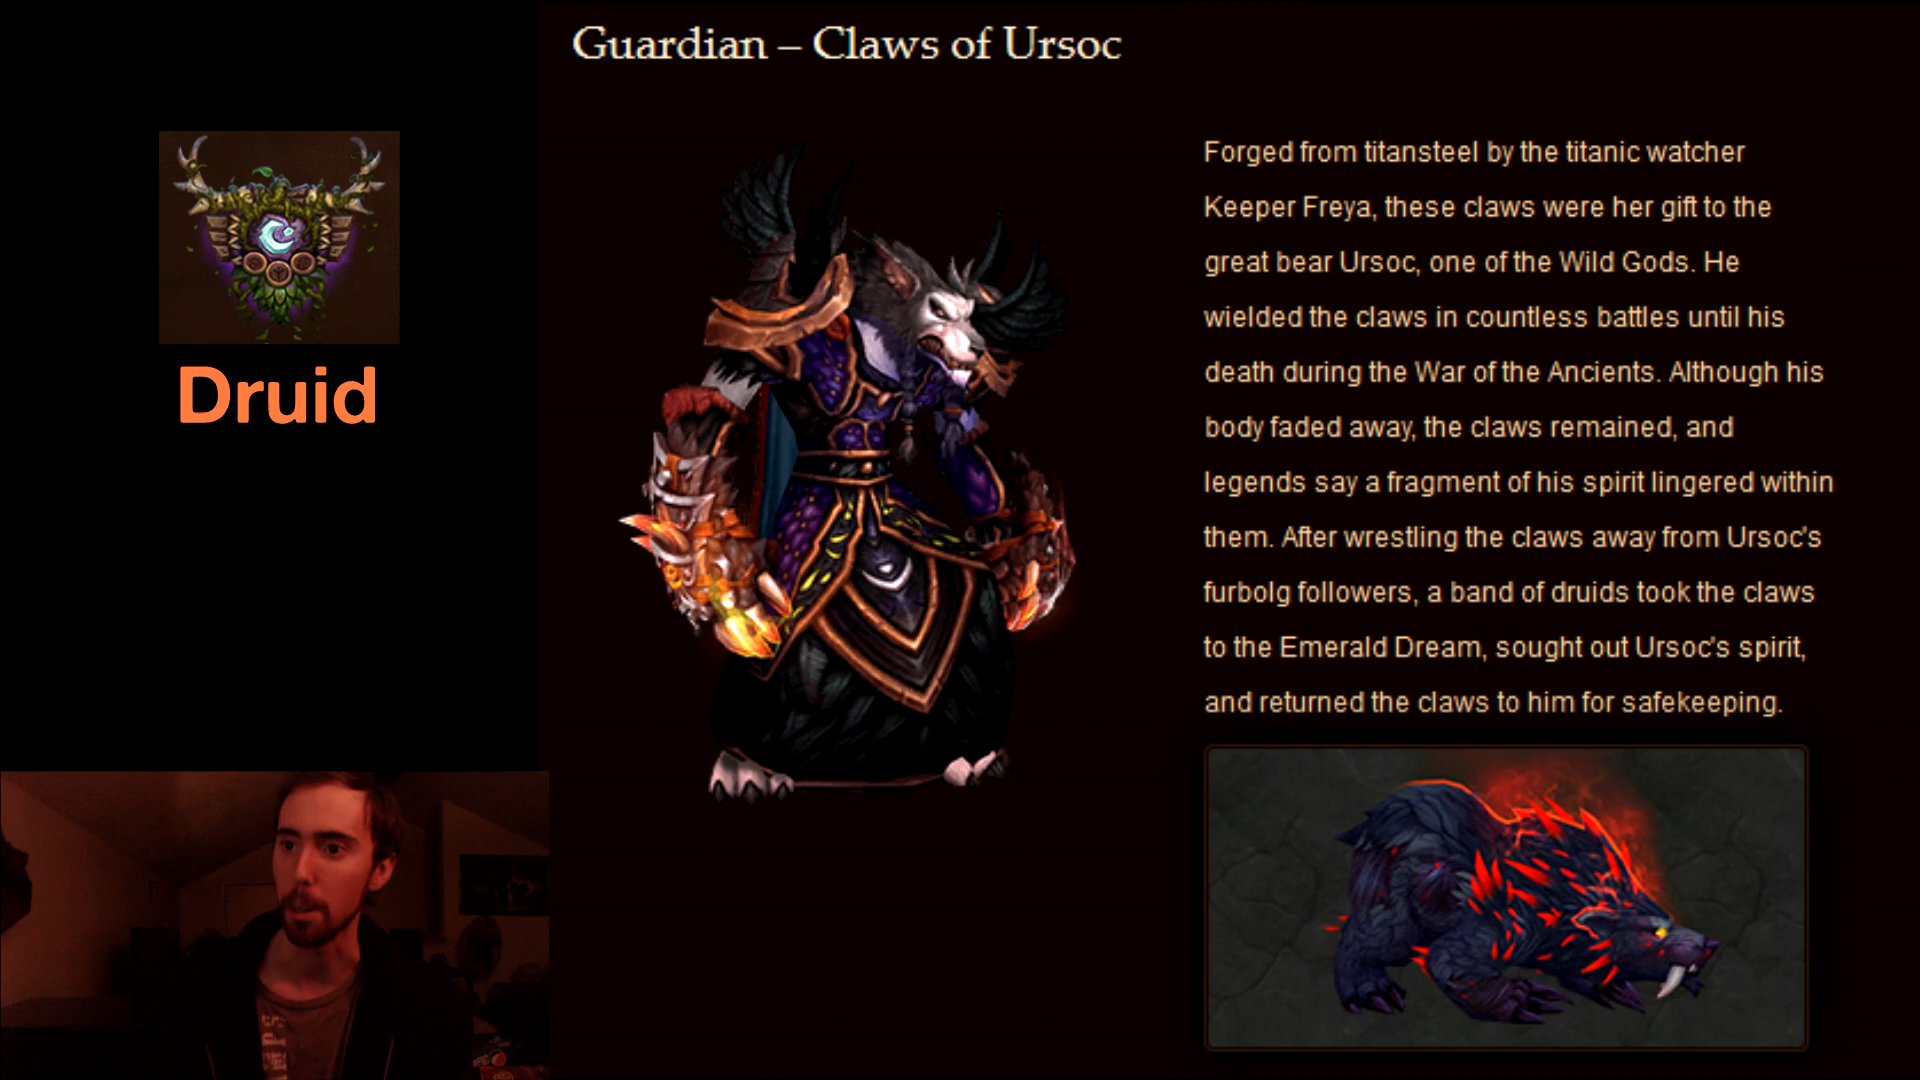 Guardian – Claws of Ursoc
Druid
Forged from titansteel by the titanic watcher
Keeper Freya, these claws were her gift to the
great bear Ursoc, one of the Wild Gods. He
wielded the claws in countless battles until his
death during the War of the Ancients. Although his
body faded away, the claws remained, and
legends say a fragment of his spirit lingered within
them. After wrestling the claws away from Ursoc's
furbolg followers, a band of druids took the claws
to the Emerald Dream, sought out Ursoc's spirit,
and returned the claws to him for safekeeping.